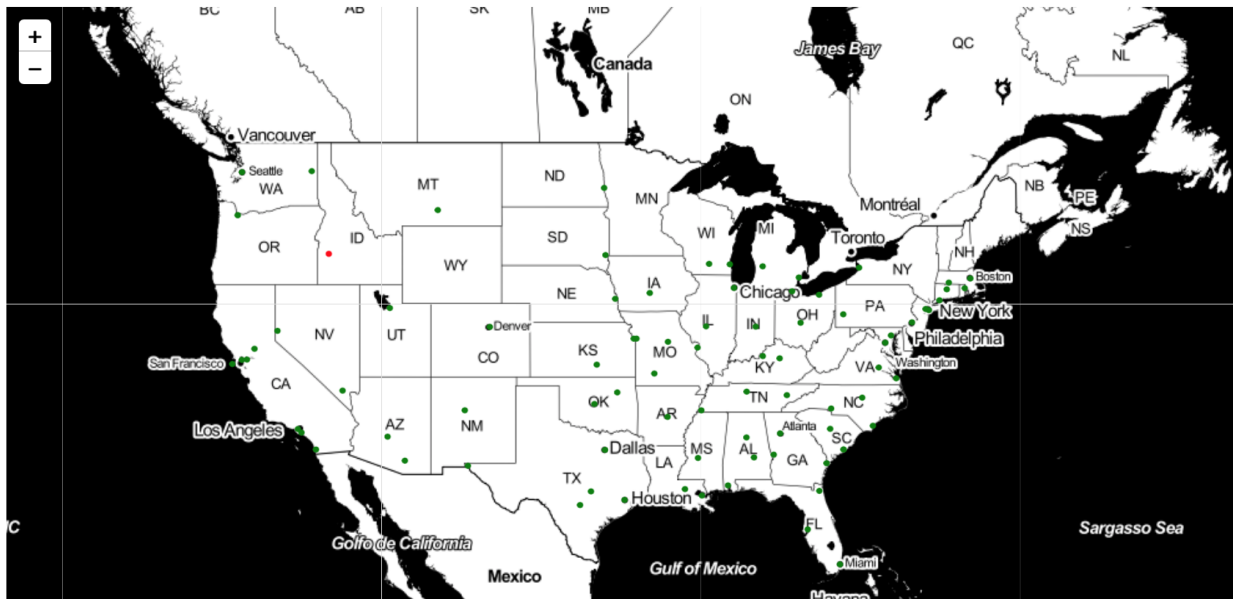 BC
AB
SK
MB
+
−
James Bay
QC
NL
Canada
ON
Vancouver
Seattle
WA
MT
ND
MN
NB
PE
NS
Montréal
OR
ID
SD
WI
MI
Toronto
NH
WY
NY
Boston
IA
NE
Chicago
PA
New York
NV
UT
Denver
IL
IN
OH
Philadelphia
San Francisco
CO
KS
MO
KY
VA
Washington
CA
TN
NC
OK
AR
Los Angeles
AZ
NM
Atlanta
SC
Dallas
MS
AL
GA
LA
TX
Houston
FL
IC
Sargasso Sea
Golfo de California
Mexico
Gulf of Mexico
Miami
Havana